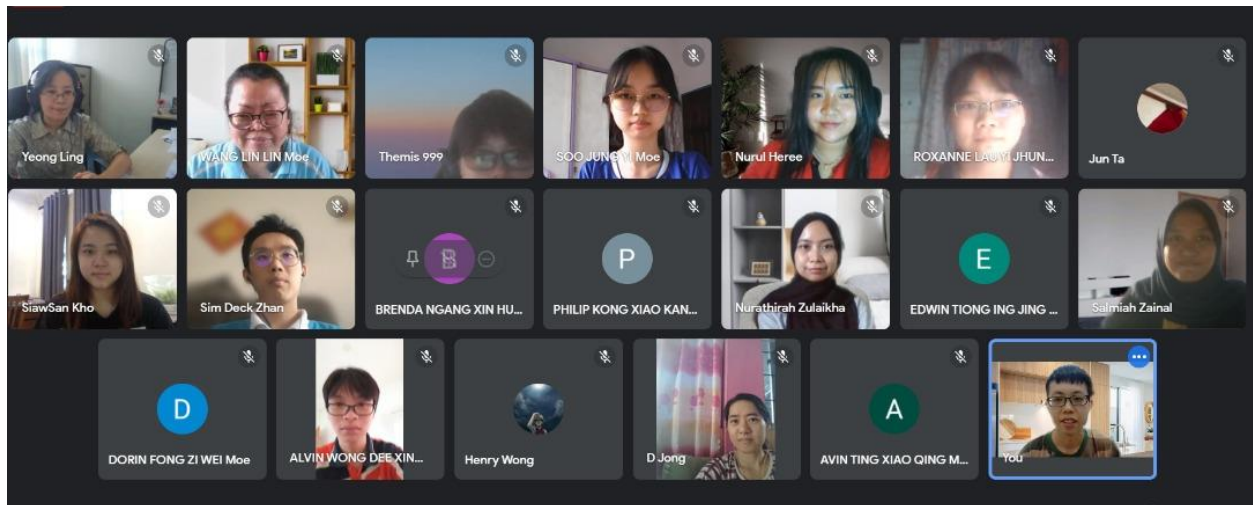 Yeong Ling
WANG LIN LIN Moe
Themis 999
SOO JUNG YI Moe
Nurul Heree
ROXANNE LAU YI JHUN...
Jun Ta
SiawSan Kho
Sim Deck Zhan
B
BRENDA NGANG XIN HU...
P
PHILIP KONG XIAO KAN...
Nurathirah Zulaikha
E
EDWIN TIONG ING JING ...
Salmiah Zainal
D
DORIN FONG ZI WEI Moe
ALVIN WONG DEE XIN...
Henry Wong
D Jong
A
AVIN TING XIAO QING M...
You